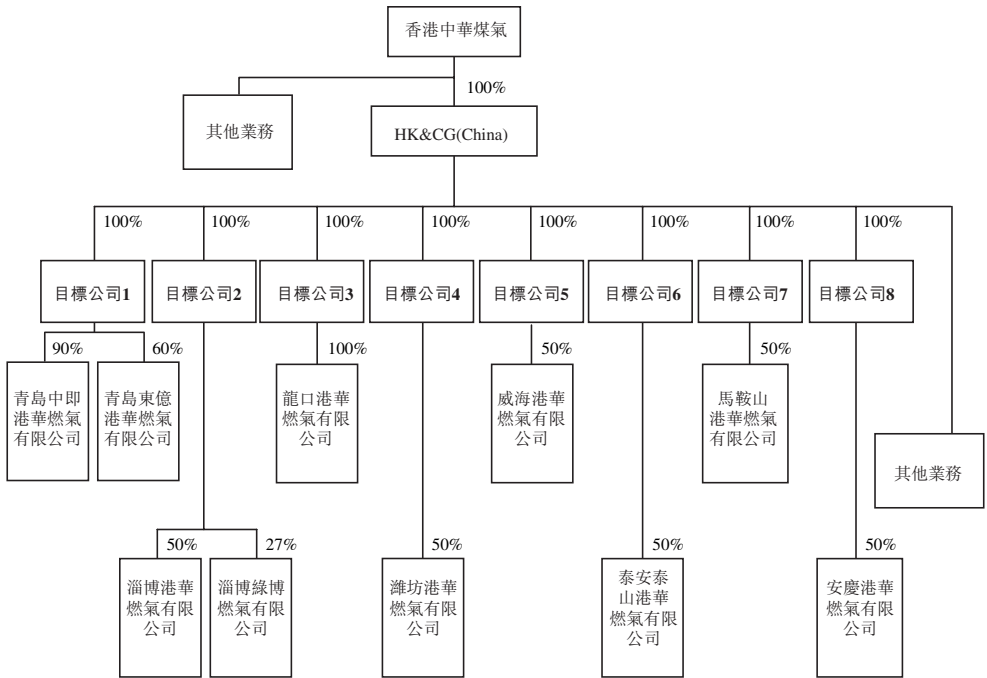 香港中華煤氣
100%
其他業務
HK&CG(China)
100%
100%
100%
100%
100%
100%
100%
100%
目標公司1
目標公司2
目標公司3
目標公司4
目標公司5
目標公司6
目標公司7
目標公司8
90%
60%
100%
50%
50%
青島中即
港華燃氣
有限公司
青島東億
港華燃氣
有限公司
龍口港華
燃氣有限
公司
威海港華
燃氣有限
公司
馬鞍山
港華燃氣
有限公司
其他業務
50%
27%
50%
50%
50%
淄博港華
燃氣有限
公司
淄博綠博
燃氣有限
公司
濰坊港華
燃氣有限
公司
泰安泰
山港華
燃氣有限
公司
安慶港華
燃氣有限
公司